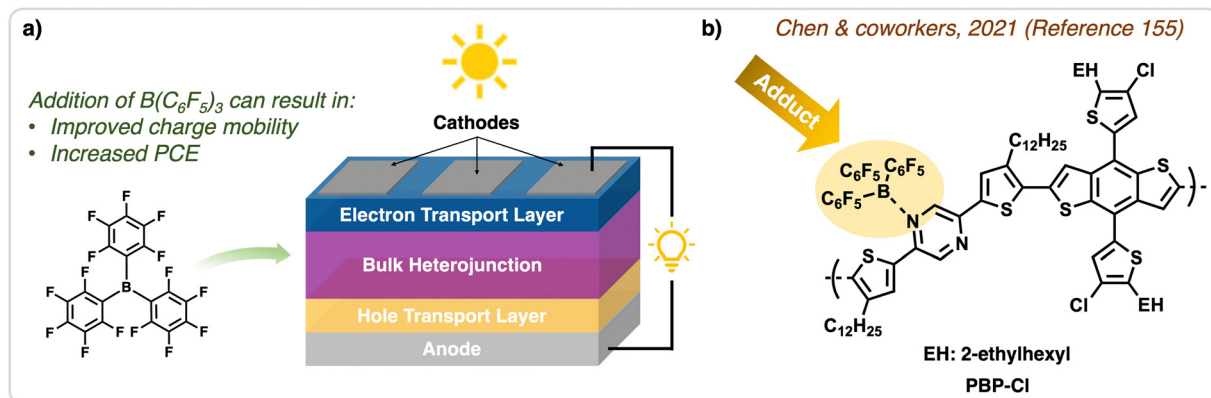 a)
Addition of B(C₆F₅)₃ can result in:
• Improved charge mobility
• Increased PCE
F
F
F
F
F
B
F
F
F
F
F
F
F
F
F
F
Cathodes
Electron Transport Layer
Bulk Heterojunction
Hole Transport Layer
Anode
b)
Chen & coworkers, 2021 (Reference 155)
Adduct
C₆F₅
C₆F₅
C₆F₅
B
N
N
S
C₁₂H₂₅
S
C₁₂H₂₅
S
S
EH
Cl
S
S
Cl
EH
EH: 2-ethylhexyl
PBP-Cl